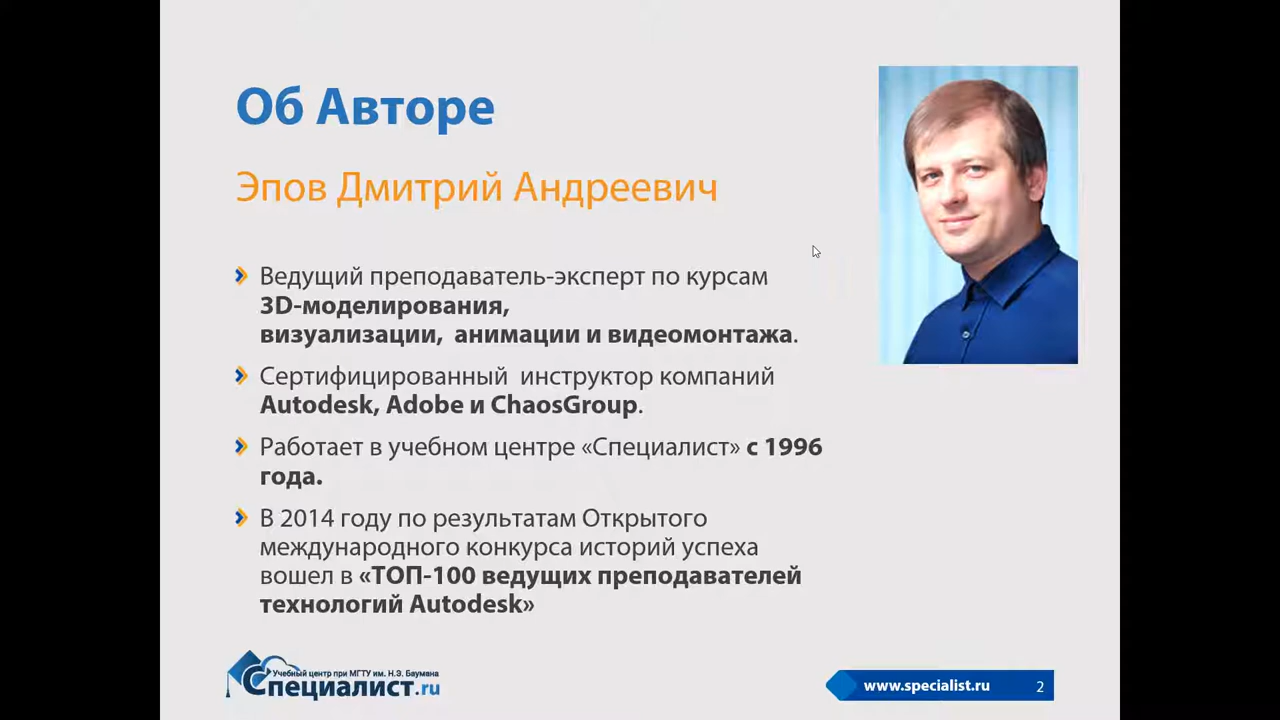 Об Авторе
Эпов Дмитрий Андреевич
Ведущий преподаватель-эксперт по курсам
3D-моделирования,
визуализации, анимации и видеомонтажа.
Сертифицированный инструктор компаний
Autodesk, Adobe и ChaosGroup.
Работает в учебном центре «Специалист» с 1996
года.
В 2014 году по результатам Открытого
международного конкурса историй успеха
вошел в «ТОП-100 ведущих преподавателей
технологий Autodesk»
Учебный центр при МГТУ им. Н.Э. Баумана
Специалист.ru
www.specialist.ru 2